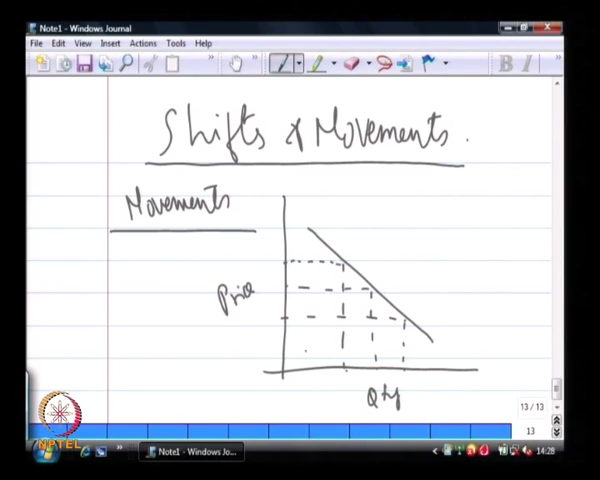 Note1 - Windows Journal
File Edit View Insert Actions Tools Help
B I
Shifts & Movements.
Movements
Price
Qty
13 / 13
13
NPTEL
Note1 - Windows Jo...
14:28